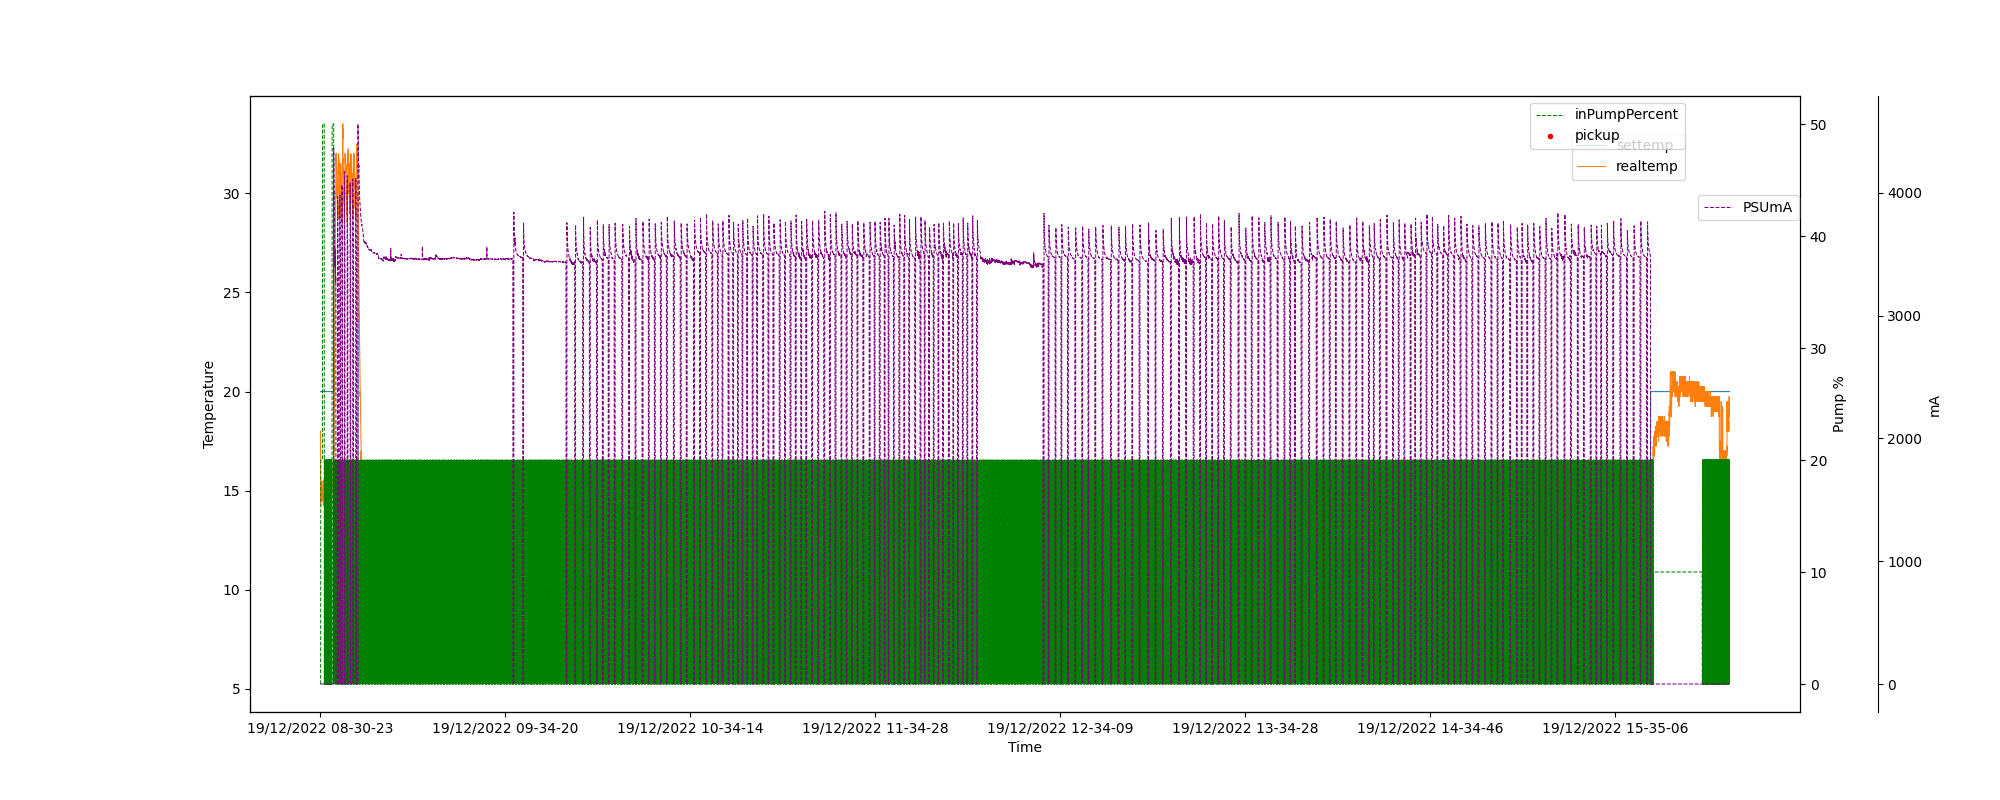 inPumpPercent
pickup
settemp
realtemp
PSUmA
30
25
20
15
10
5
Temperature
50
40
30
20
10
0
Pump %
4000
3000
2000
1000
0
mA
19/12/2022 08-30-23
19/12/2022 09-34-20
19/12/2022 10-34-14
19/12/2022 11-34-28
19/12/2022 12-34-09
19/12/2022 13-34-28
19/12/2022 14-34-46
19/12/2022 15-35-06
Time